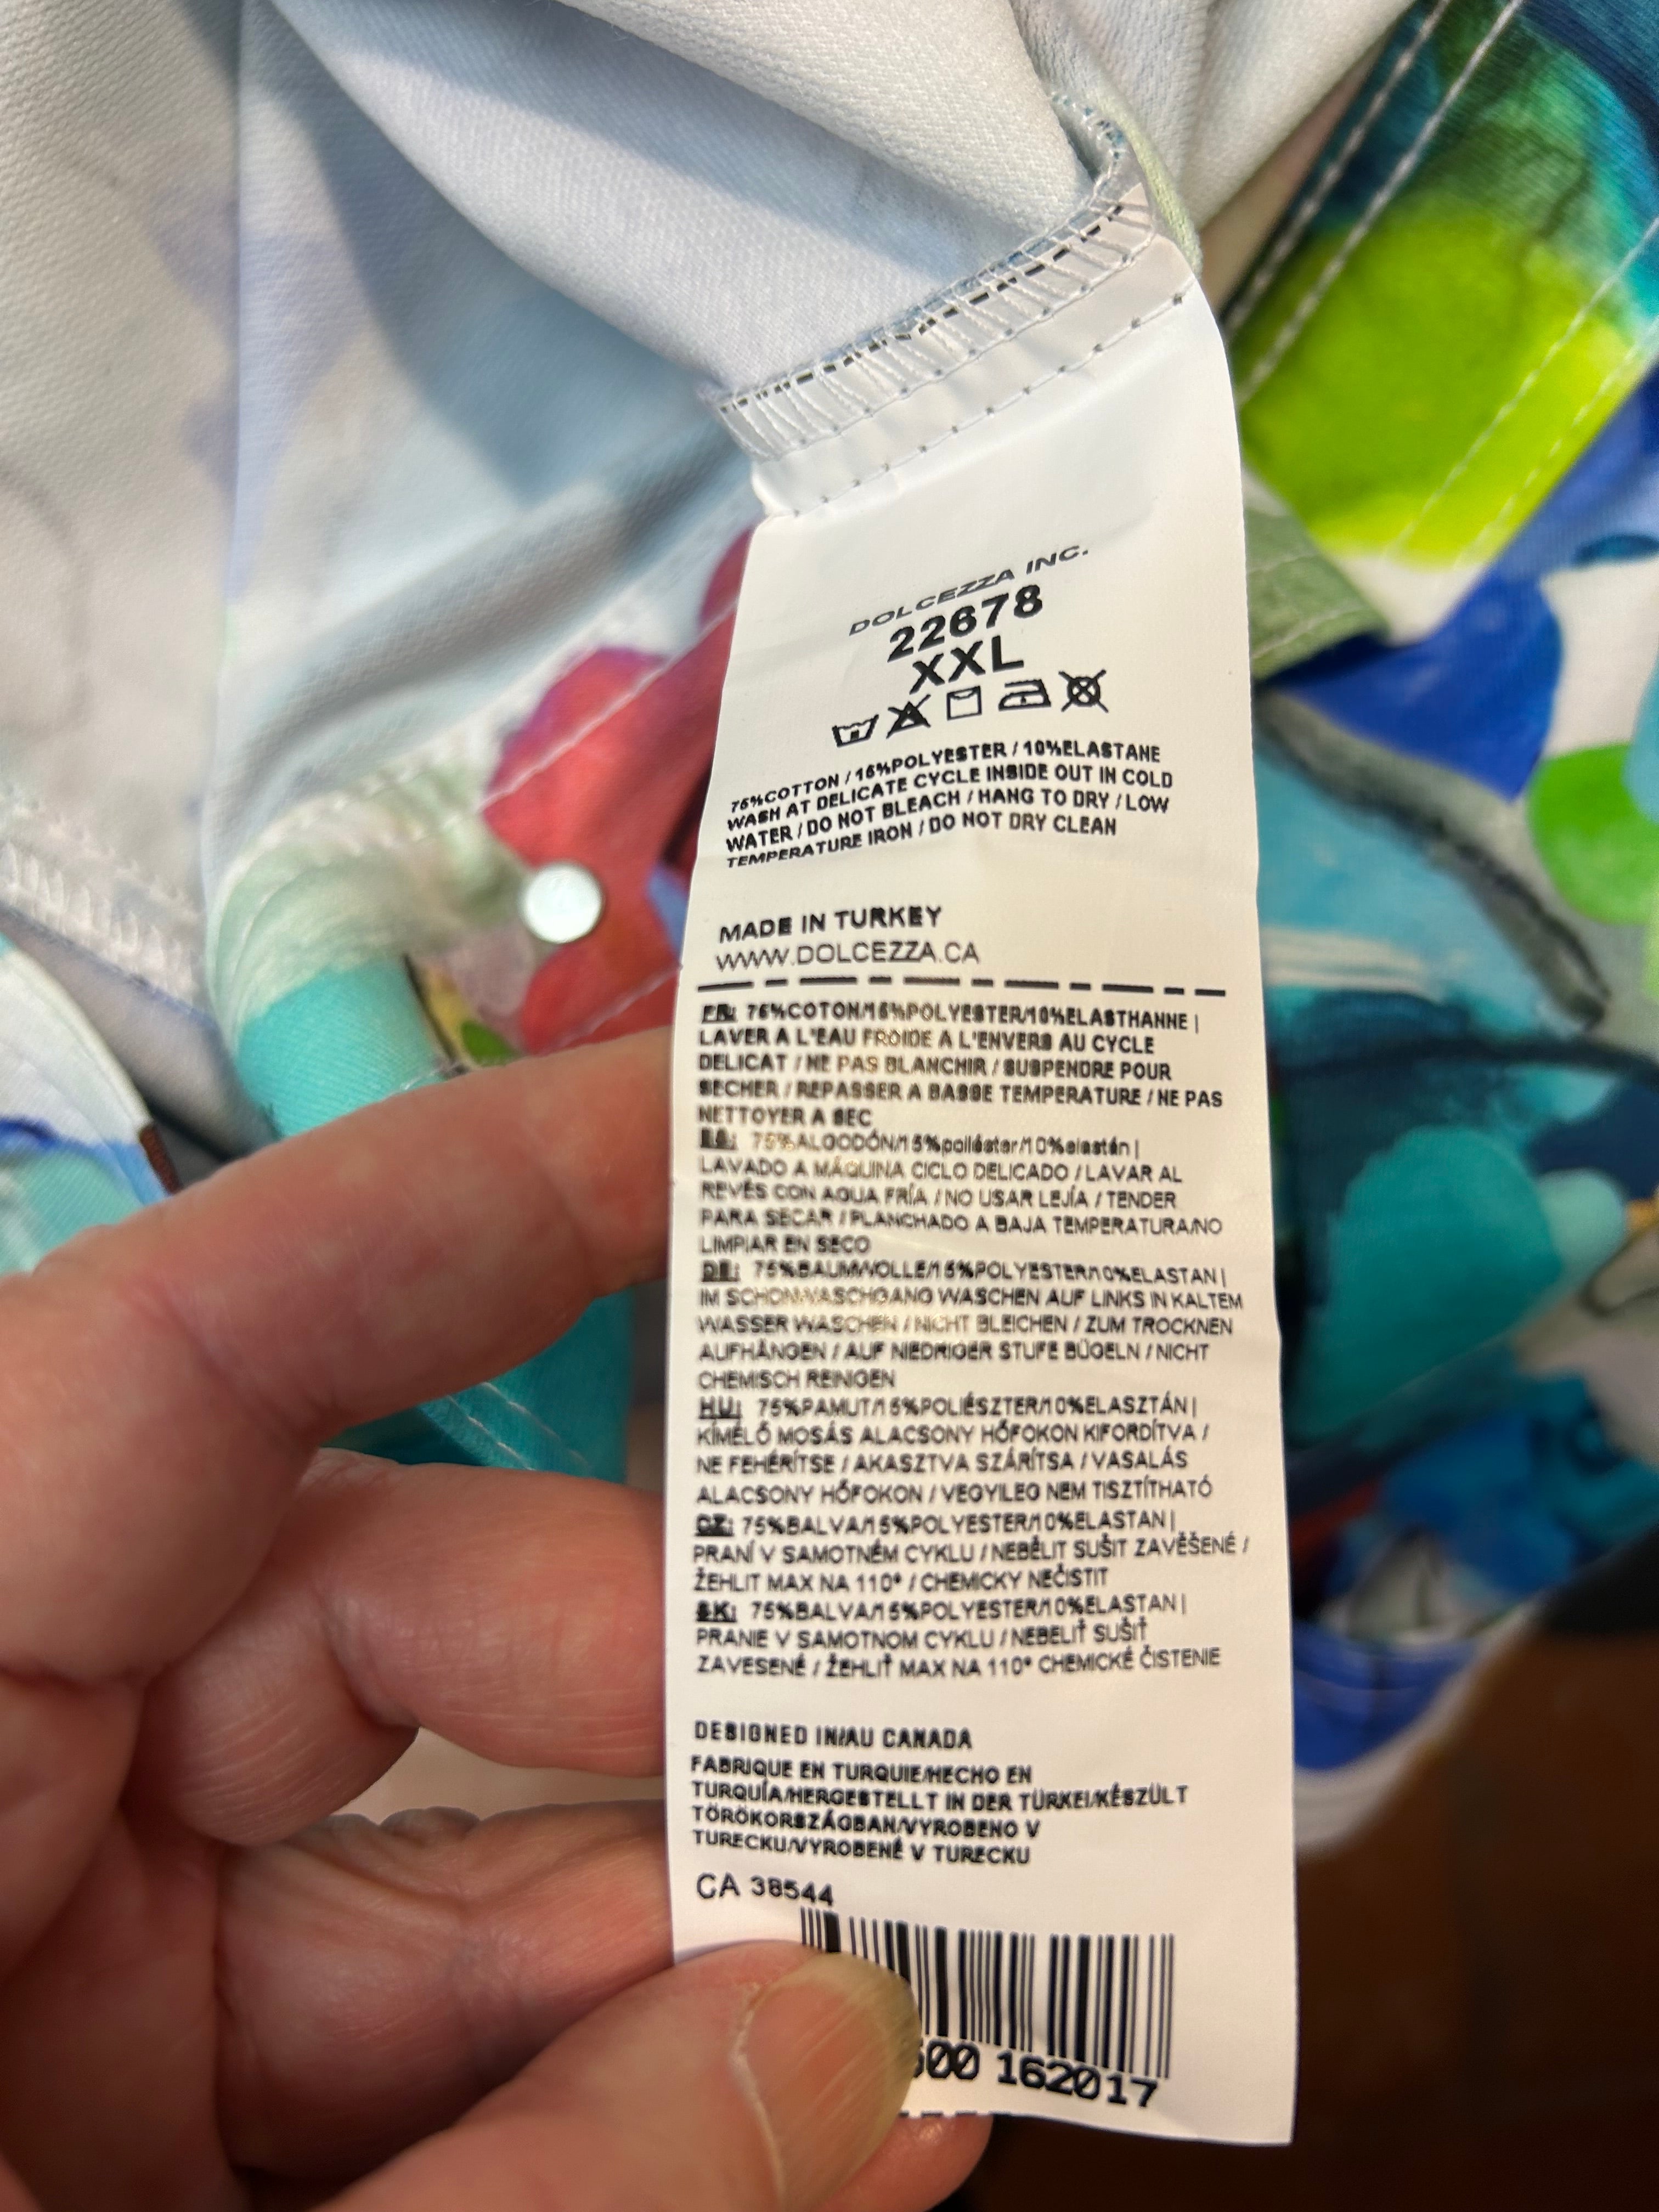 DOLCEZZA INC.
22678
XXL
75%COTTON / 15%POLYESTER / 10%ELASTANE
WASH AT DELICATE CYCLE INSIDE OUT IN COLD
WATER / DO NOT BLEACH / HANG TO DRY / LOW
TEMPERATURE IRON / DO NOT DRY CLEAN
MADE IN TURKEY
WWW.DOLCEZZA.CA
FR: 75%COTON/15%POLYESTER/10%ELASTHANNE |
LAVER A L'EAU FROIDE A L'ENVERS AU CYCLE
DELICAT / NE PAS BLANCHIR / SUSPENDRE POUR
SECHER / REPASSER A BASSE TEMPERATURE / NE PAS
NETTOYER A SEC
ES: 75%ALGODÓN/15%poliéster/10%elastán |
LAVADO A MÁQUINA CICLO DELICADO / LAVAR AL
REVÉS CON AGUA FRÍA / NO USAR LEJÍA / TENDER
PARA SECAR / PLANCHADO A BAJA TEMPERATURA/NO
LIMPIAR EN SECO
DE: 75%BAUMWOLLE/15%POLYESTER/10%ELASTAN |
IM SCHONWASCHGANG WASCHEN AUF LINKS IN KALTEM
WASSER WASCHEN / NICHT BLEICHEN / ZUM TROCKNEN
AUFHÄNGEN / AUF NIEDRIGER STUFE BÜGELN / NICHT
CHEMISCH REINIGEN
HU: 75%PAMUT/15%POLIÉSZTER/10%ELASZTÁN |
KÍMÉLŐ MOSÁS ALACSONY HŐFOKON KIFORDÍTVA /
NE FEHÉRÍTSE / AKASZTVA SZÁRÍTSA / VASALÁS
ALACSONY HŐFOKON / VEGYILEG NEM TISZTÍTHATÓ
CZ: 75%BALVA/15%POLYESTER/10%ELASTAN |
PRANÍ V SAMOTNÉM CYKLU / NEBĚLIT SUŠIT ZAVĚŠENÉ /
ŽEHLIT MAX NA 110° / CHEMICKY NEČISTIT
SK: 75%BALVA/15%POLYESTER/10%ELASTAN |
PRANIE V SAMOTNOM CYKLU / NEBELIŤ SUŠIŤ
ZAVESENÉ / ŽEHLIŤ MAX NA 110° CHEMICKÉ ČISTENIE
DESIGNED IN/AU CANADA
FABRIQUE EN TURQUIE/HECHO EN
TURQUÍA/HERGESTELLT IN DER TÜRKEI/KÉSZÜLT
TÖRÖKORSZÁGBAN/VYROBENO V
TURECKU/VYROBENÉ V TURECKU
CA 38544
162017